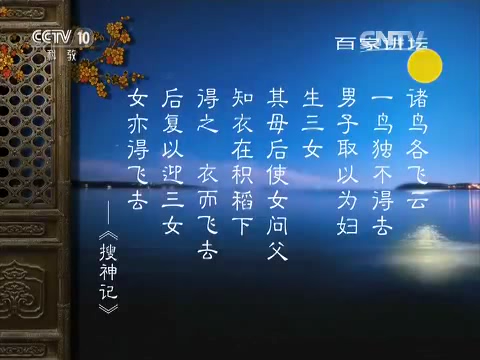 CCTV 10
科教
CNTV
百家讲坛
诸鸟各飞云
一鸟独不得去
男子取以为妇
生三女
其母后使女问父
知衣在积稻下
得之 衣而飞去
后复以迎三女
女亦得飞去
——《搜神记》